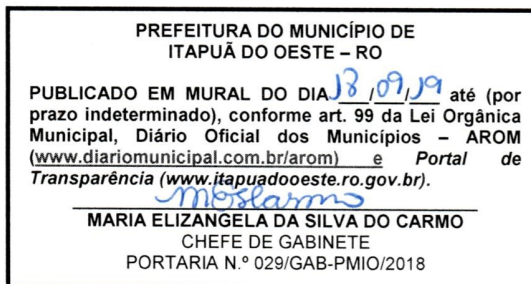 PREFEITURA DO MUNICÍPIO DE
ITAPUÃ DO OESTE – RO
PUBLICADO EM MURAL DO DIA 18/09/19 até (por
prazo indeterminado), conforme art. 99 da Lei Orgânica
Municipal, Diário Oficial dos Municípios – AROM
(www.diariomunicipal.com.br/arom) e Portal de
Transparência (www.itapuadooeste.ro.gov.br).
MARIA ELIZANGELA DA SILVA DO CARMO
CHEFE DE GABINETE
PORTARIA N.º 029/GAB-PMIO/2018